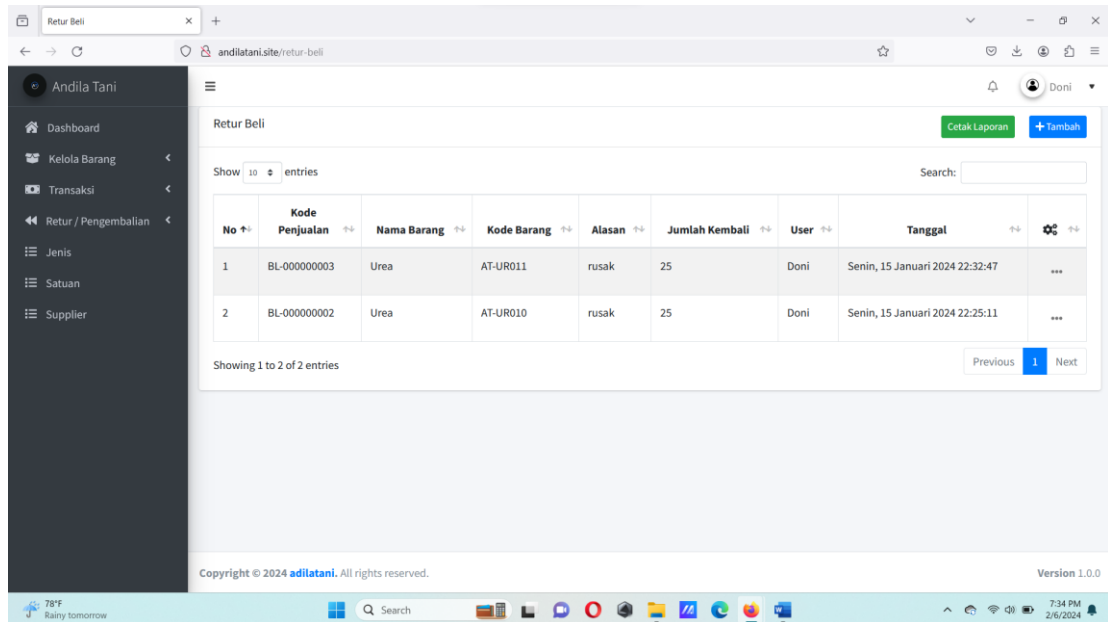 Retur Beli
andilatani.site/retur-beli
Andila Tani
Doni
Dashboard
Kelola Barang
Transaksi
Retur / Pengembalian
Jenis
Satuan
Supplier
Retur Beli
Cetak Laporan
+ Tambah
Show 10 entries
Search:
No Kode Penjualan Nama Barang Kode Barang Alasan Jumlah Kembali User Tanggal
1 BL-000000003 Urea AT-UR011 rusak 25 Doni Senin, 15 Januari 2024 22:32:47
2 BL-000000002 Urea AT-UR010 rusak 25 Doni Senin, 15 Januari 2024 22:25:11
Showing 1 to 2 of 2 entries
Previous 1 Next
Copyright © 2024 adilatani. All rights reserved.
Version 1.0.0
78°F
Rainy tomorrow
Search
7:34 PM
2/6/2024